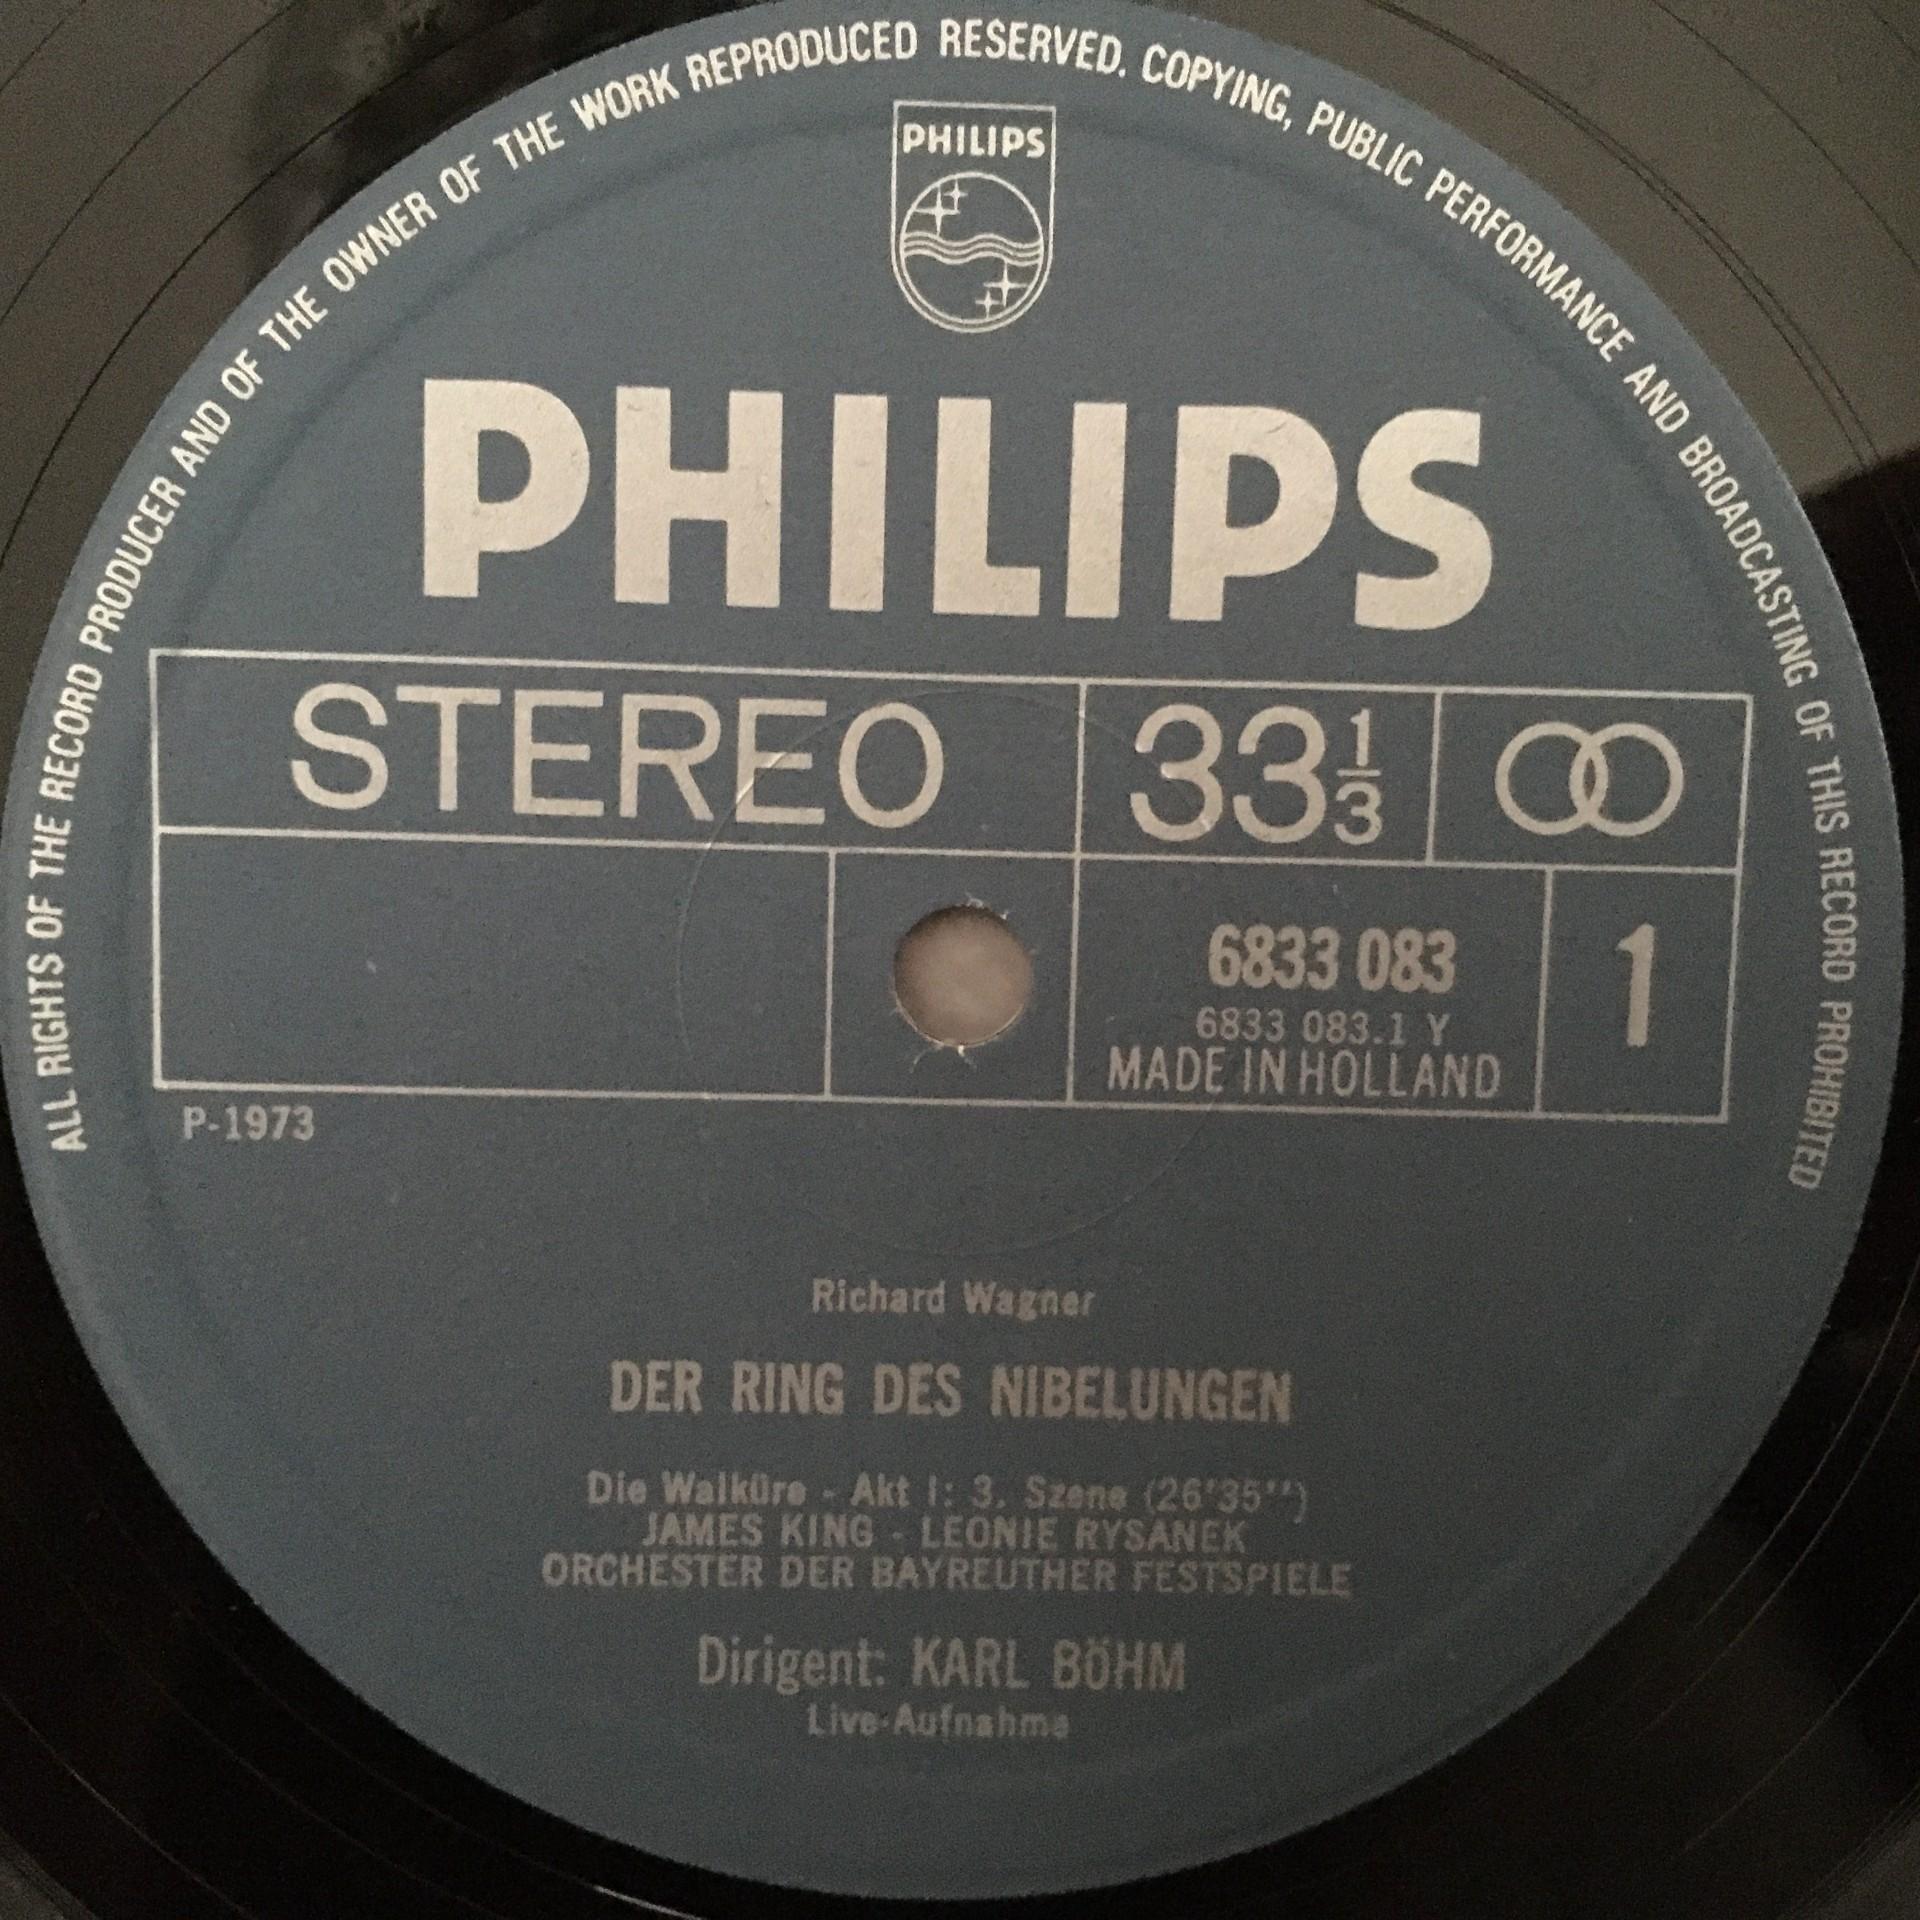 ALL RIGHTS OF THE RECORD PRODUCER AND OF THE OWNER OF THE WORK REPRODUCED RESERVED. COPYING, PUBLIC PERFORMANCE AND BROADCASTING OF THIS RECORD PROHIBITED
PHILIPS
PHILIPS
STEREO 33 1/3
6833 083 1
6833 083.1 Y
MADE IN HOLLAND
P-1973
Richard Wagner
DER RING DES NIBELUNGEN
Die Walküre - Akt I: 3. Szene (26'35'')
JAMES KING - LEONIE RYSANEK
ORCHESTER DER BAYREUTHER FESTSPIELE
Dirigent: KARL BÖHM
Live-Aufnahme